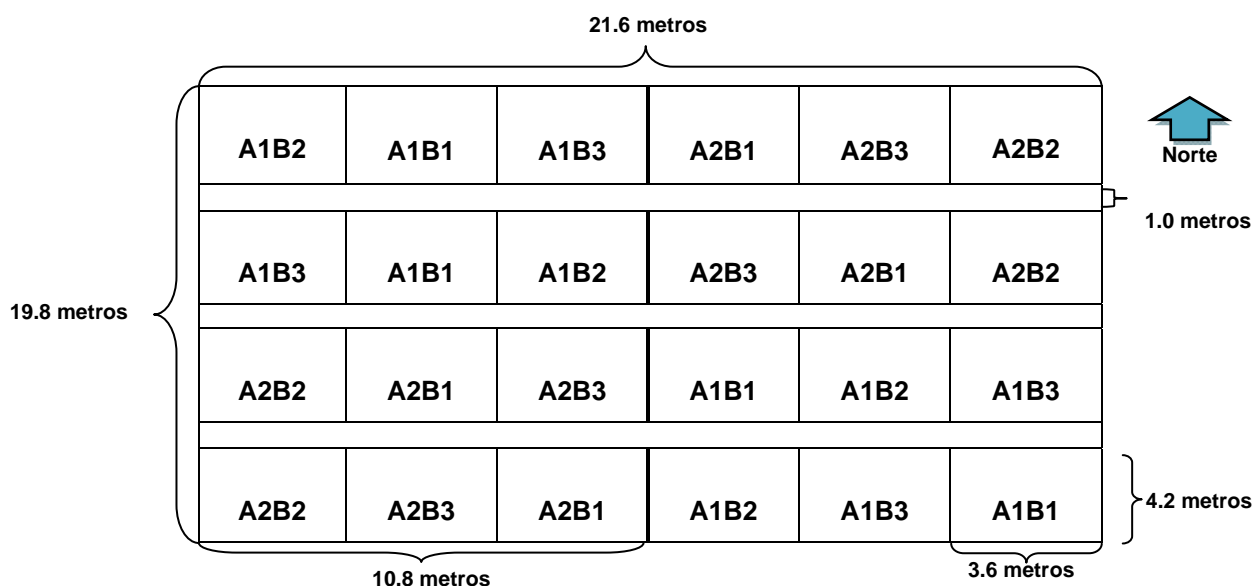 21.6 metros
A1B2 A1B1 A1B3 A2B1 A2B3 A2B2
Norte
1.0 metros
A1B3 A1B1 A1B2 A2B3 A2B1 A2B2
19.8 metros
A2B2 A2B1 A2B3 A1B1 A1B2 A1B3
A2B2 A2B3 A2B1 A1B2 A1B3 A1B1
4.2 metros
10.8 metros
3.6 metros